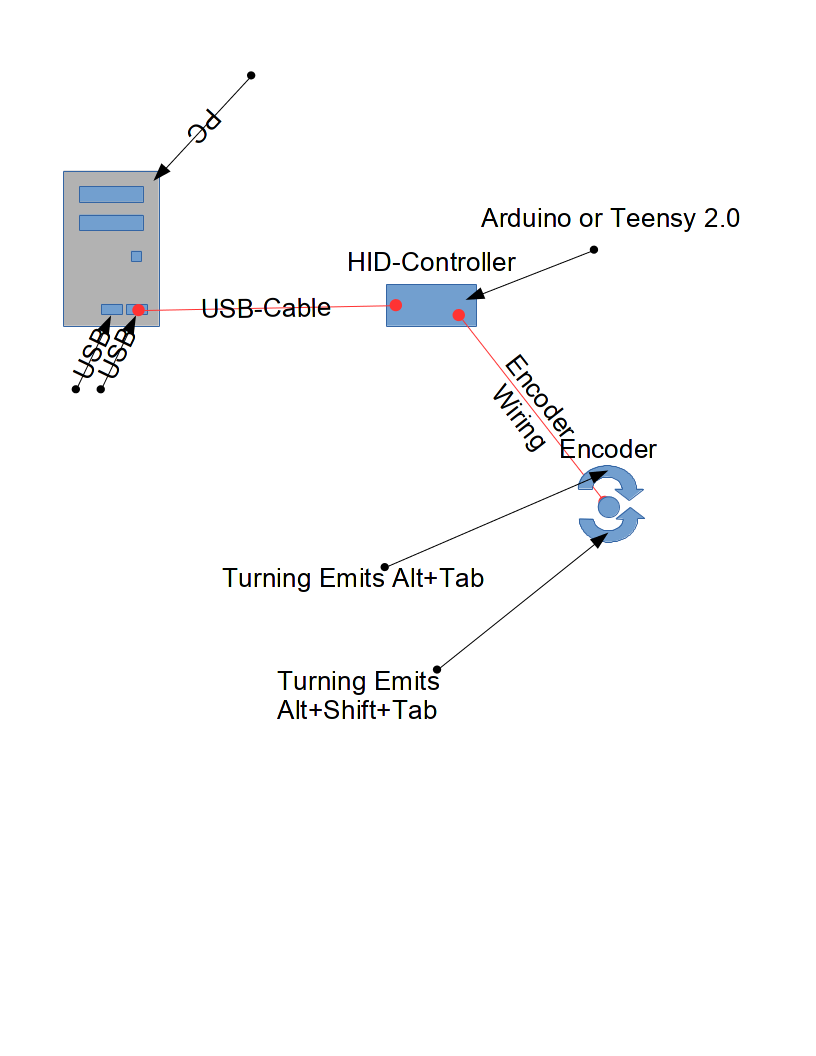 PC
Arduino or Teensy 2.0
HID-Controller
USB-Cable
USB
USB
Encoder
Wiring
Encoder
Turning Emits Alt+Tab
Turning Emits
Alt+Shift+Tab